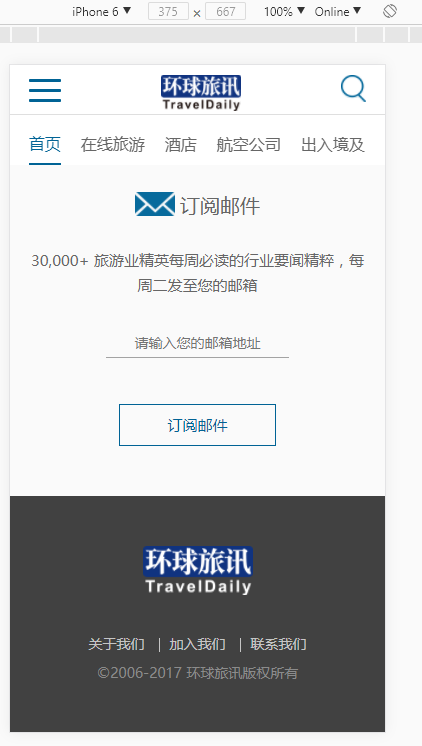 iPhone 6 ▼ 375 × 667 100% ▼ Online ▼
环球旅讯
TravelDaily
首页 在线旅游 酒店 航空公司 出入境及
订阅邮件
30,000+ 旅游业精英每周必读的行业要闻精粹，每
周二发至您的邮箱
请输入您的邮箱地址
订阅邮件
环球旅讯
TravelDaily
关于我们 | 加入我们 | 联系我们
©2006-2017 环球旅讯版权所有